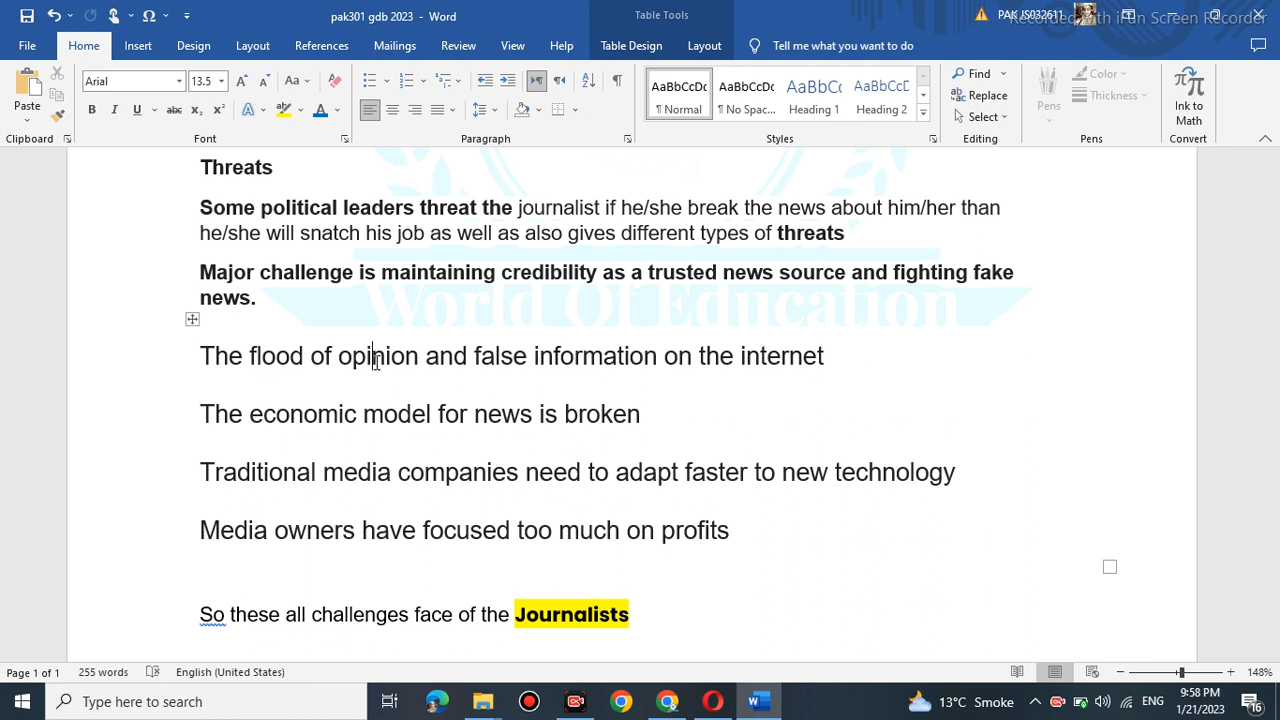 pak301 gdb 2023 - Word
Table Tools
PAK JS032611
Recorded with iFun Screen Recorder
File Home Insert Design Layout References Mailings Review View Help Table Design Layout Tell me what you want to do
Paste
Clipboard
Arial 13.5
Font
Paragraph
AaBbCcDc AaBbCcDc AaBbCc AaBbCcD
¶ Normal ¶ No Spac... Heading 1 Heading 2
Styles
Find
Replace
Select
Editing
Pens
Color
Thickness
Pens
Ink to Math
Convert
Threats
Some political leaders threat the journalist if he/she break the news about him/her than
he/she will snatch his job as well as also gives different types of threats
Major challenge is maintaining credibility as a trusted news source and fighting fake
news.
World Of Education
The flood of opinion and false information on the internet
The economic model for news is broken
Traditional media companies need to adapt faster to new technology
Media owners have focused too much on profits
So these all challenges face of the Journalists
Page 1 of 1 255 words English (United States) 148%
Type here to search
13°C Smoke ENG
9:58 PM
1/21/2023
16